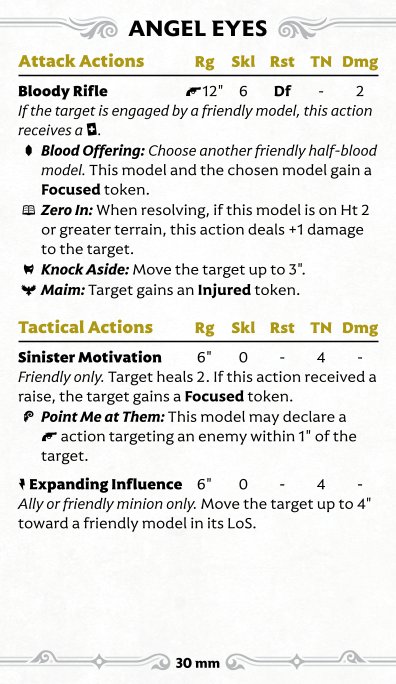 ANGEL EYES
Attack Actions Rg Skl Rst TN Dmg
Bloody Rifle 12" 6 Df - 2
If the target is engaged by a friendly model, this action
receives a .
Blood Offering: Choose another friendly half-blood
model. This model and the chosen model gain a
Focused token.
Zero In: When resolving, if this model is on Ht 2
or greater terrain, this action deals +1 damage
to the target.
Knock Aside: Move the target up to 3".
Maim: Target gains an Injured token.
Tactical Actions Rg Skl Rst TN Dmg
Sinister Motivation 6" 0 - 4 -
Friendly only. Target heals 2. If this action received a
raise, the target gains a Focused token.
Point Me at Them: This model may declare a
action targeting an enemy within 1" of the
target.
Expanding Influence 6" 0 - 4 -
Ally or friendly minion only. Move the target up to 4"
toward a friendly model in its LoS.
30 mm